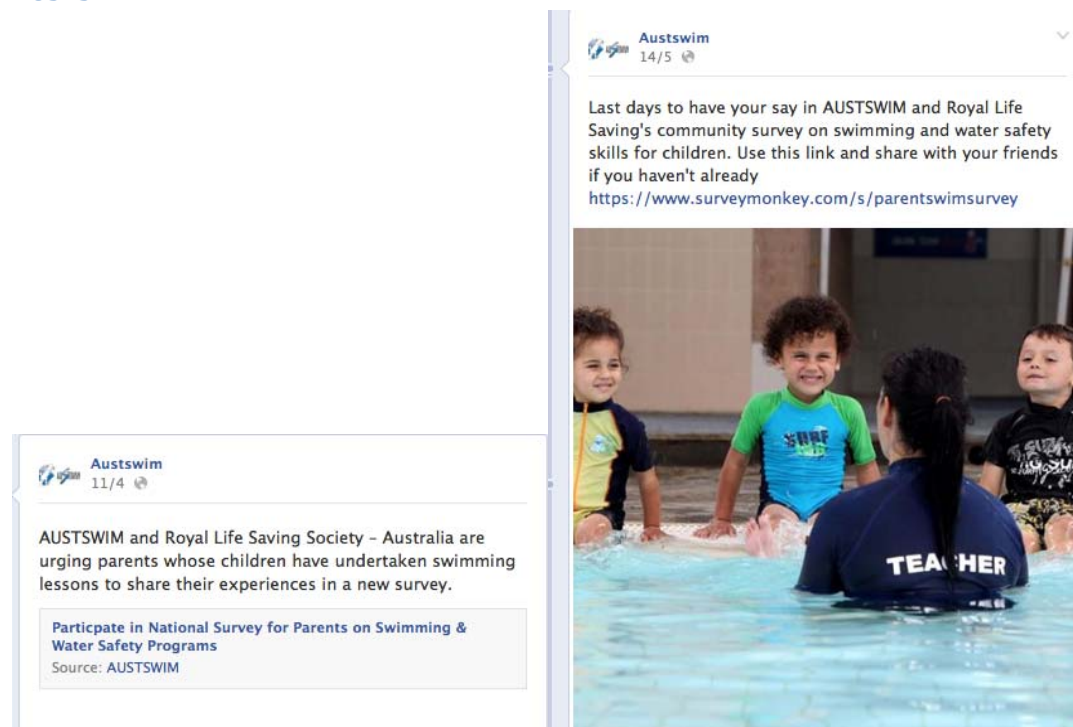 Austswim
14/5
Last days to have your say in AUSTSWIM and Royal Life
Saving's community survey on swimming and water safety
skills for children. Use this link and share with your friends
if you haven't already
https://www.surveymonkey.com/s/parentswimsurvey
SURF
TEACHER
Austswim
11/4
AUSTSWIM and Royal Life Saving Society – Australia are
urging parents whose children have undertaken swimming
lessons to share their experiences in a new survey.
Particpate in National Survey for Parents on Swimming &
Water Safety Programs
Source: AUSTSWIM